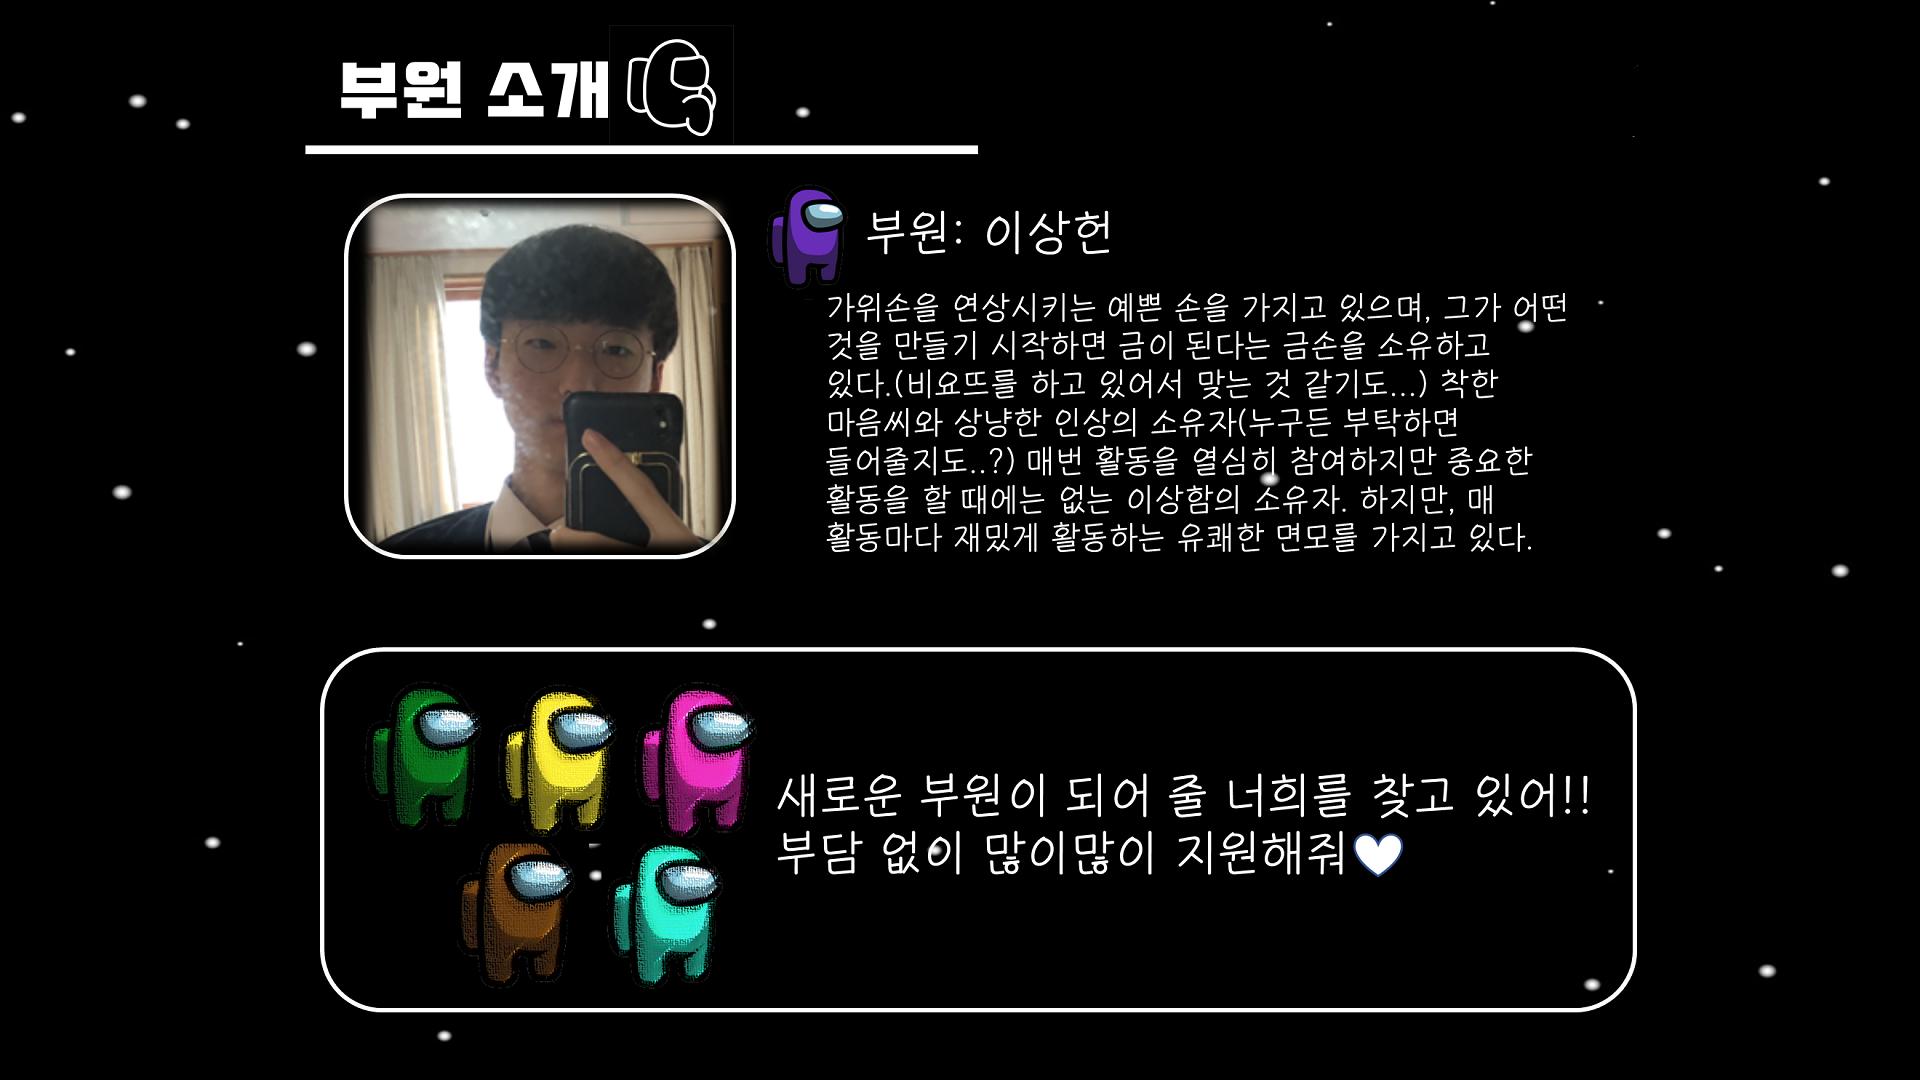 부원 소개
부원: 이상헌
가위손을 연상시키는 예쁜 손을 가지고 있으며, 그가 어떤
것을 만들기 시작하면 금이 된다는 금손을 소유하고
있다.(비요뜨를 하고 있어서 맞는 것 같기도...) 착한
마음씨와 상냥한 인상의 소유자(누구든 부탁하면
들어줄지도..?) 매번 활동을 열심히 참여하지만 중요한
활동을 할 때에는 없는 이상함의 소유자. 하지만, 매
활동마다 재밌게 활동하는 유쾌한 면모를 가지고 있다.
새로운 부원이 되어 줄 너희를 찾고 있어!!
부담 없이 많이많이 지원해줘🤍